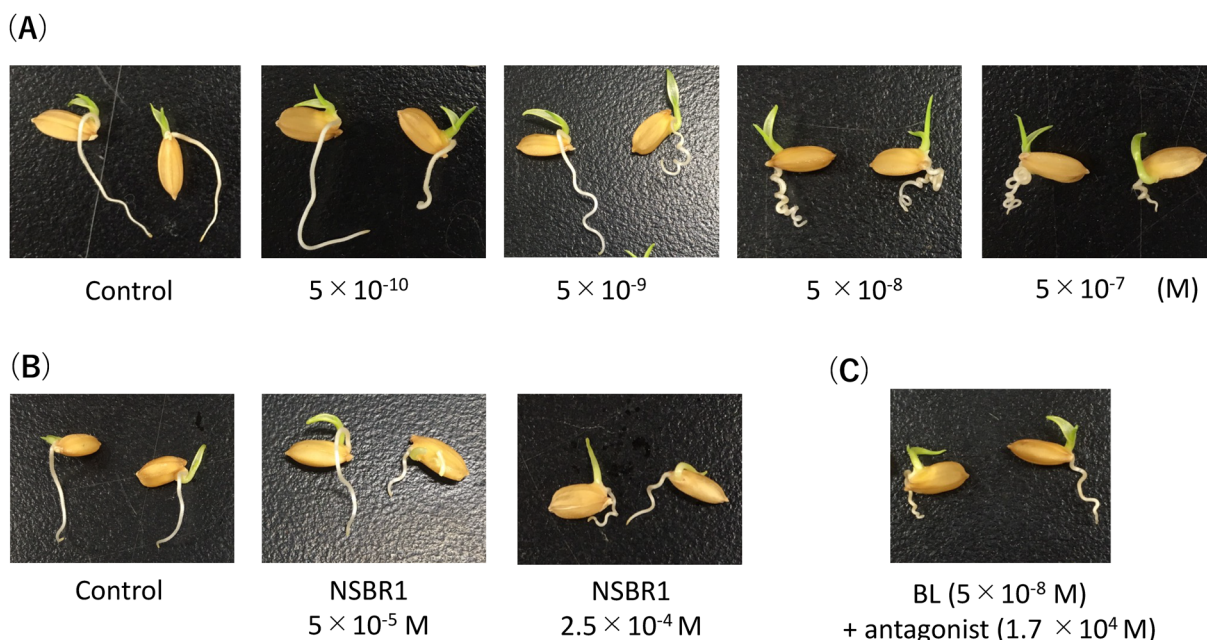 (A)
Control
5 × 10⁻¹⁰
5 × 10⁻⁹
5 × 10⁻⁸
5 × 10⁻⁷ (M)
(B)
Control
NSBR1
5 × 10⁻⁵ M
NSBR1
2.5 × 10⁻⁴ M
(C)
BL (5 × 10⁻⁸ M)
+ antagonist (1.7 × 10⁴ M)